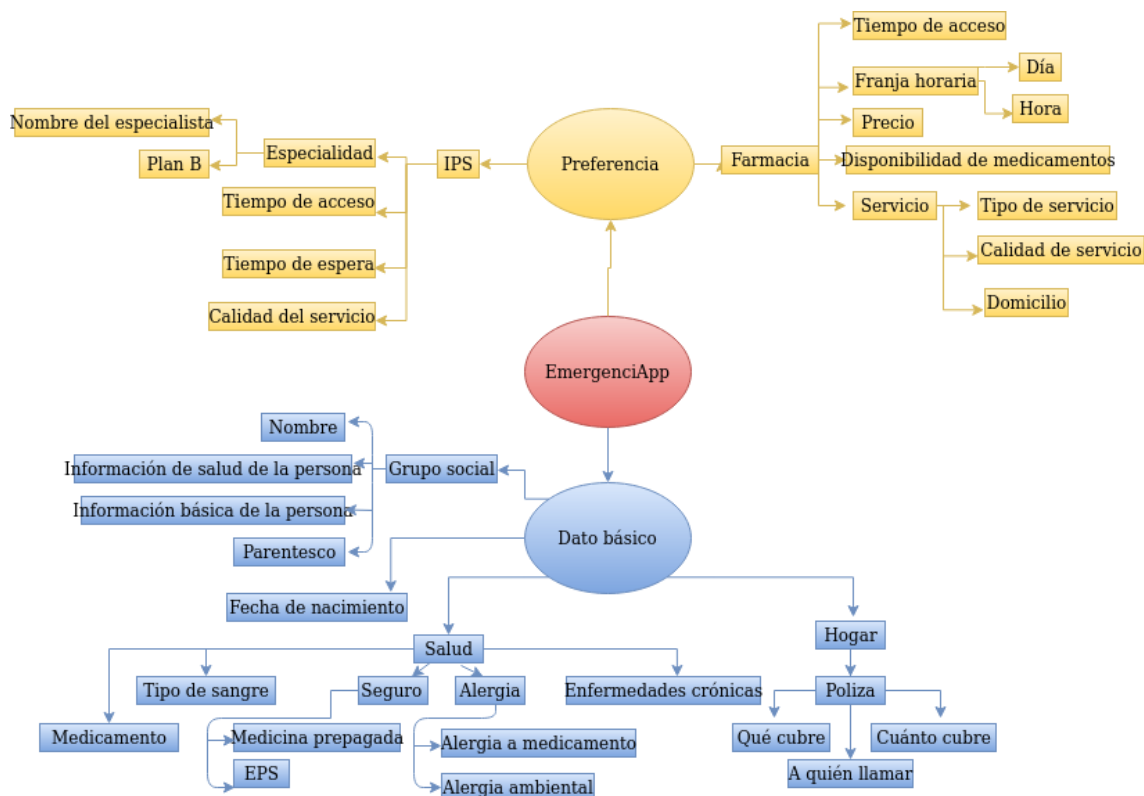 Tiempo de acceso
Franja horaria
Día
Hora
Nombre del especialista
Plan B
Especialidad
IPS
Preferencia
Farmacia
Precio
Disponibilidad de medicamentos
Tiempo de acceso
Servicio
Tipo de servicio
Tiempo de espera
Calidad de servicio
Calidad del servicio
Domicilio
EmergenciApp
Nombre
Información de salud de la persona
Grupo social
Información básica de la persona
Parentesco
Dato básico
Fecha de nacimiento
Salud
Hogar
Tipo de sangre
Seguro
Alergia
Enfermedades crónicas
Poliza
Medicamento
Medicina prepagada
Alergia a medicamento
Qué cubre
Cuánto cubre
EPS
Alergia ambiental
A quién llamar